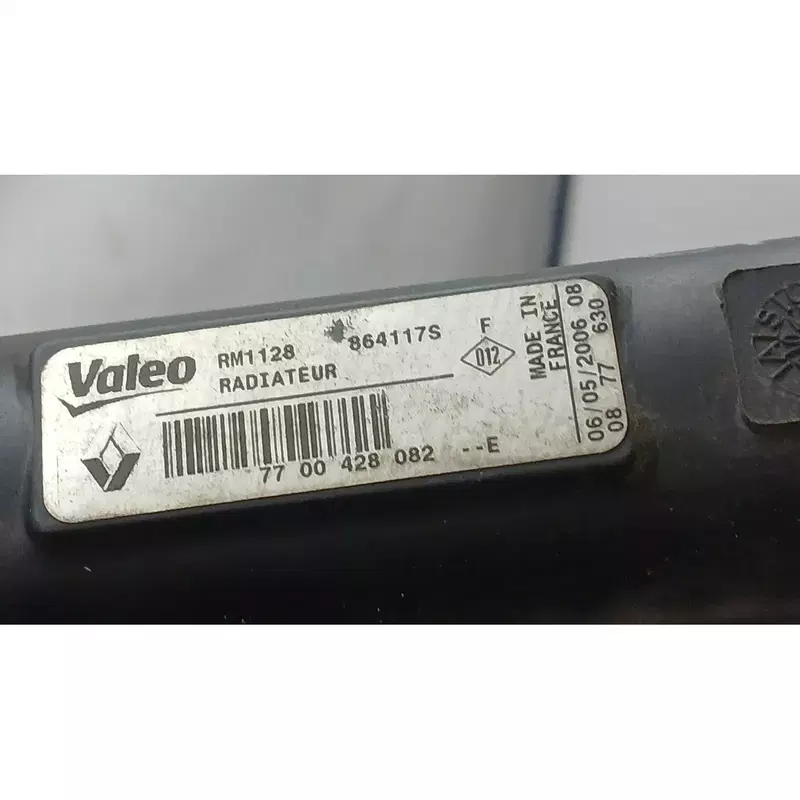 Valeo
RM1128 864117S
RADIATEUR
F
012
MADE IN
FRANCE
06/05/2006 08
08 77 630
77 00 428 082 --E